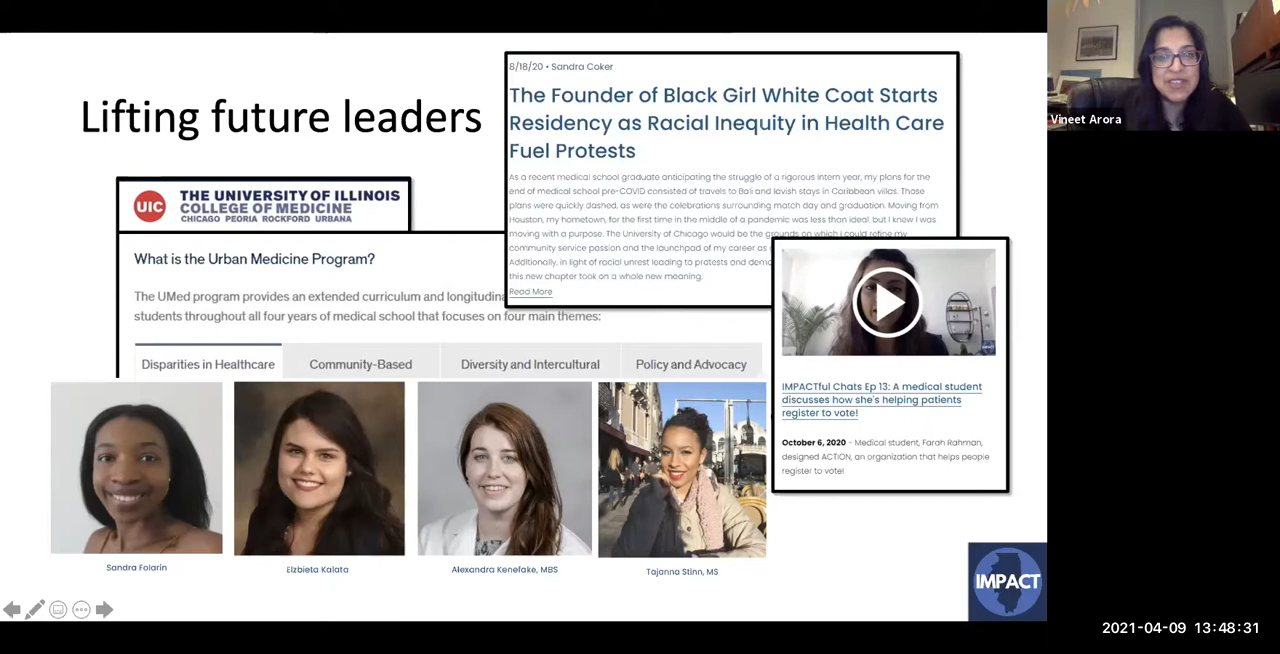 Lifting future leaders
8/18/20 • Sandra Coker
The Founder of Black Girl White Coat Starts
Residency as Racial Inequity in Health Care
Fuel Protests
As a recent medical school graduate anticipating the struggle of a rigorous intern year, my plans for the
end of medical school pre-COVID consisted of travels to Bali and lavish stays in Caribbean villas. Those
plans were quickly dashed, as were the celebrations surrounding match day and graduation. Moving from
Houston, my hometown, for the first time in the middle of a pandemic was less than ideal, but I knew I was
moving with a purpose. The University of Chicago would be the grounds on which I could refine my
community service passion and the launchpad of my career as
Additionally, in light of racial unrest leading to protests and
this new chapter took on a whole new meaning.
Read More
UIC
THE UNIVERSITY OF ILLINOIS
COLLEGE OF MEDICINE
CHICAGO PEORIA ROCKFORD URBANA
What is the Urban Medicine Program?
The UMed program provides an extended curriculum and
students throughout all four years of medical school that focuses on four main themes:
Disparities in Healthcare
Community-Based
Diversity and Intercultural
Policy and Advocacy
IMPACTful Chats Ep 13: A medical student
discusses how she's helping patients
register to vote!
October 6, 2020 - Medical student, Farah Rahman,
designed ACTION, an organization that helps people
register to vote!
Sandra Folarin
Elzbieta Kalata
Alexandra Kenefake, MBS
Tajanna Stinn, MS
IMPACT
Vineet Arora
2021-04-09 13:48:31